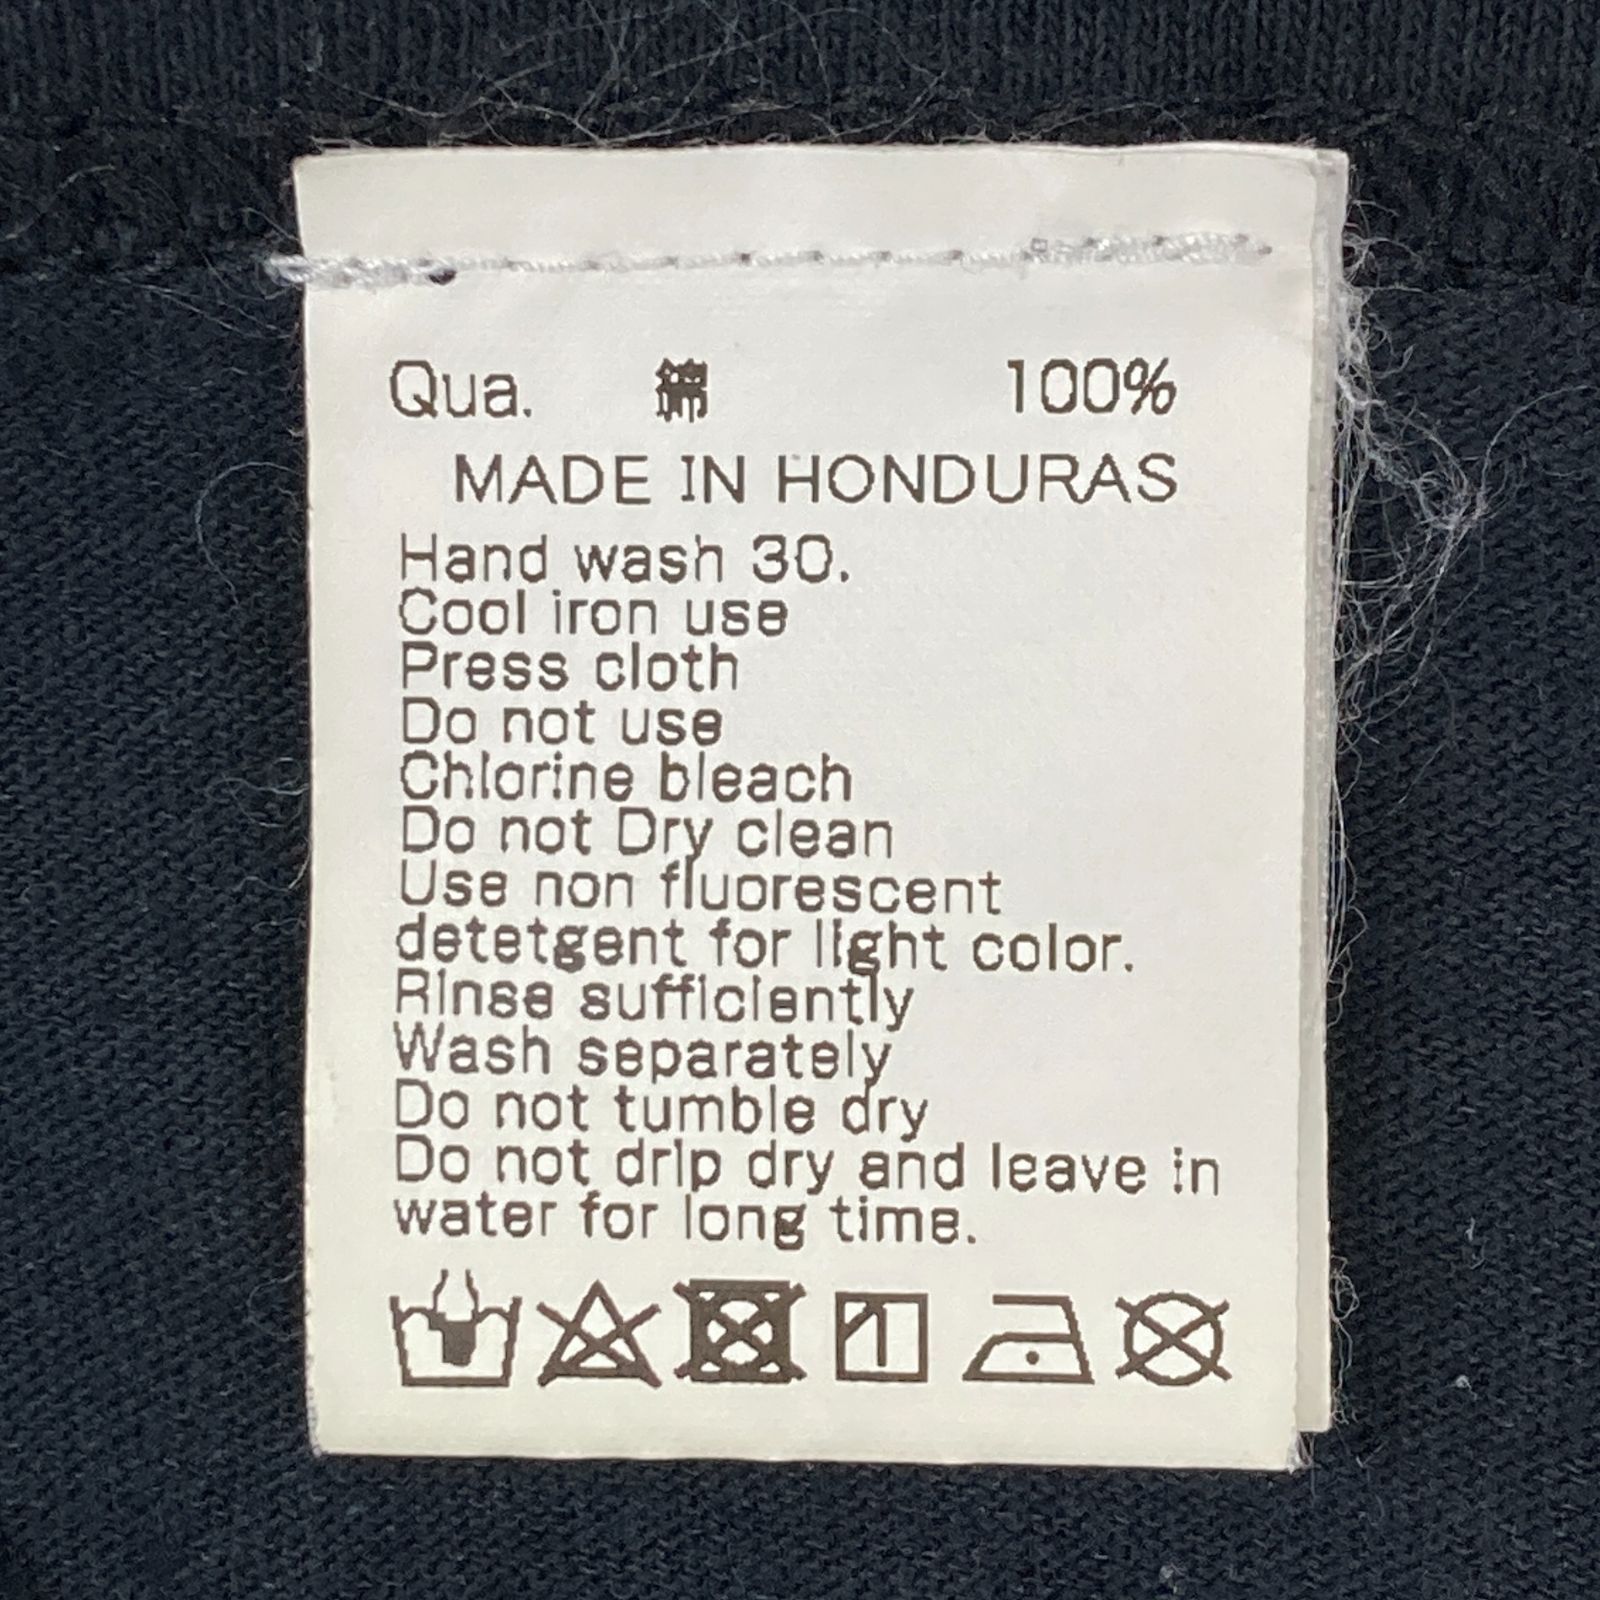 Qua. 綿 100%
MADE IN HONDURAS
Hand wash 30.
Cool iron use
Press cloth
Do not use
Chlorine bleach
Do not Dry clean
Use non fluorescent
detetgent for light color.
Rinse sufficiently
Wash separately
Do not tumble dry
Do not drip dry and leave in
water for long time.